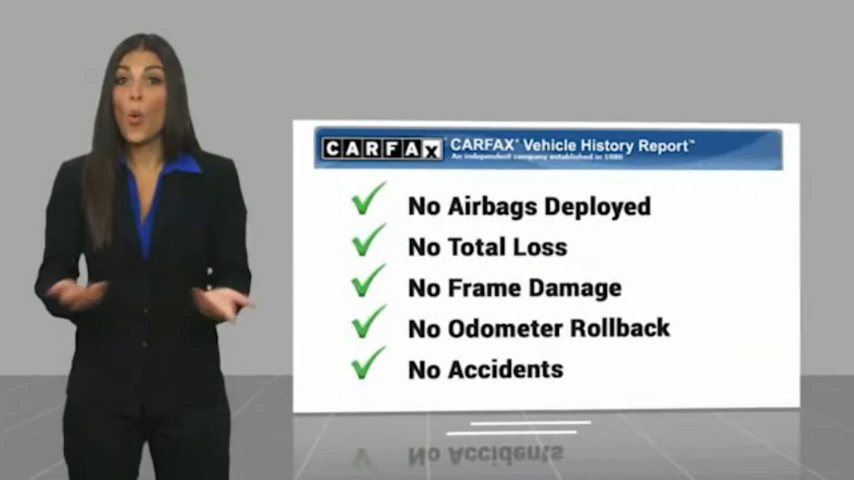 CARFAX CARFAX® Vehicle History Report™
An independent company established in 1986
No Airbags Deployed
No Total Loss
No Frame Damage
No Odometer Rollback
No Accidents
No Accidents